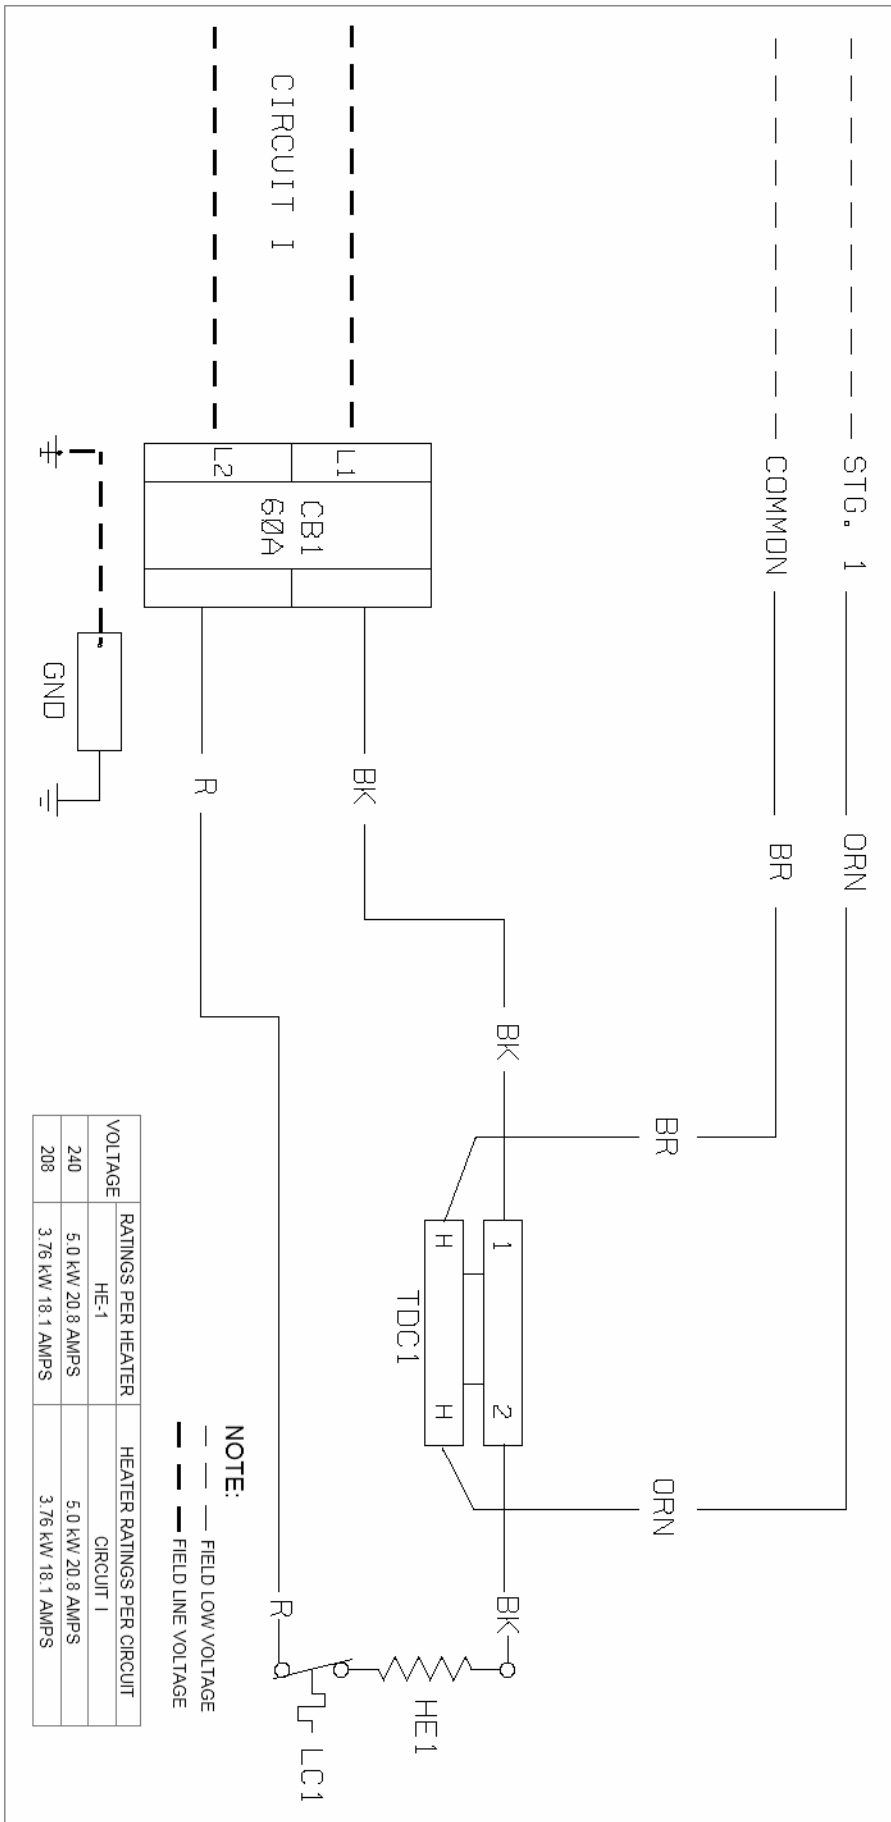 STG. 1
ORN
ORN
COMMON
BR
BR
CIRCUIT I
L1
L2
CB1
60A
BK
BK
BK
R
R
1
2
H
H
TDC1
HE1
LC1
GND
NOTE:
FIELD LOW VOLTAGE
FIELD LINE VOLTAGE
VOLTAGE RATINGS PER HEATER HEATER RATINGS PER CIRCUIT
HE-1 CIRCUIT I
240 5.0 kW 20.8 AMPS 5.0 kW 20.8 AMPS
208 3.76 kW 18.1 AMPS 3.76 kW 18.1 AMPS